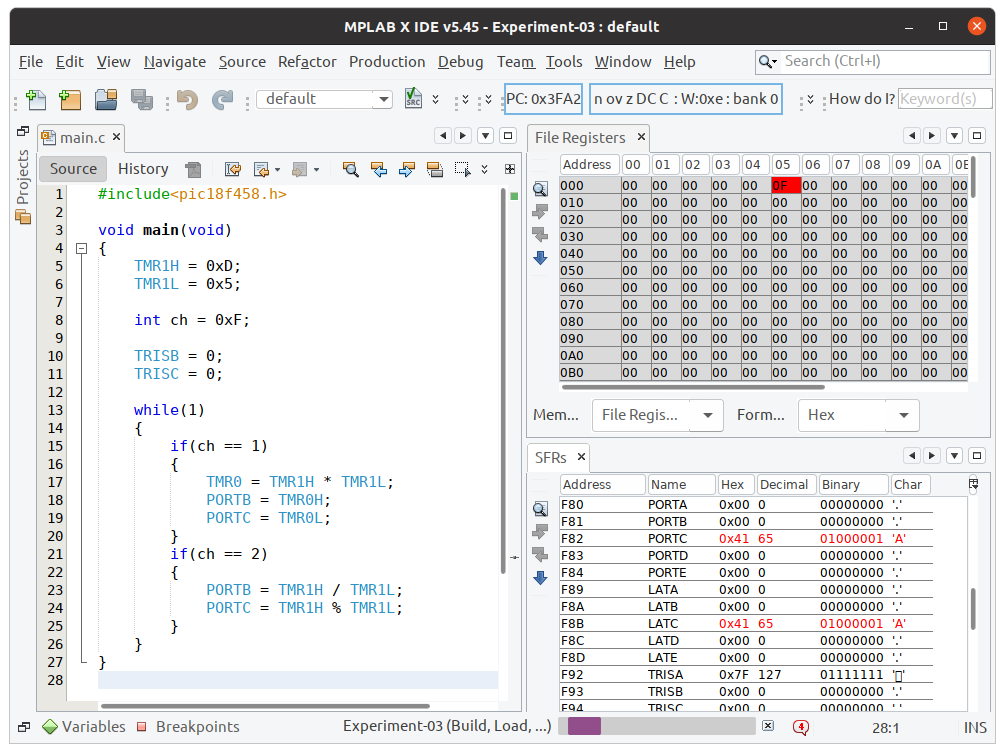 MPLAB X IDE v5.45 - Experiment-03 : default
File Edit View Navigate Source Refactor Production Debug Team Tools Window Help
Search (Ctrl+I)
default
PC: 0x3FA2
n ov z DC C : W:0xe : bank 0
How do I?
Keyword(s)
Projects
main.c
Source History
1 #include<pic18f458.h>
2
3 void main(void)
4 {
5 TMR1H = 0xD;
6 TMR1L = 0x5;
7
8 int ch = 0xF;
9
10 TRISB = 0;
11 TRISC = 0;
12
13 while(1)
14 {
15 if(ch == 1)
16 {
17 TMR0 = TMR1H * TMR1L;
18 PORTB = TMR0H;
19 PORTC = TMR0L;
20 }
21 if(ch == 2)
22 {
23 PORTB = TMR1H / TMR1L;
24 PORTC = TMR1H % TMR1L;
25 }
26 }
27 }
28
File Registers
Address 00 01 02 03 04 05 06 07 08 09 0A 0B
000 00 00 00 00 00 0F 00 00 00 00 00 00
010 00 00 00 00 00 00 00 00 00 00 00 00
020 00 00 00 00 00 00 00 00 00 00 00 00
030 00 00 00 00 00 00 00 00 00 00 00 00
040 00 00 00 00 00 00 00 00 00 00 00 00
050 00 00 00 00 00 00 00 00 00 00 00 00
060 00 00 00 00 00 00 00 00 00 00 00 00
070 00 00 00 00 00 00 00 00 00 00 00 00
080 00 00 00 00 00 00 00 00 00 00 00 00
090 00 00 00 00 00 00 00 00 00 00 00 00
0A0 00 00 00 00 00 00 00 00 00 00 00 00
0B0 00 00 00 00 00 00 00 00 00 00 00 00
Mem... File Regis... Form... Hex
SFRs
Address Name Hex Decimal Binary Char
F80 PORTA 0x00 0 00000000 '.'
F81 PORTB 0x00 0 00000000 '.'
F82 PORTC 0x41 65 01000001 'A'
F83 PORTD 0x00 0 00000000 '.'
F84 PORTE 0x00 0 00000000 '.'
F89 LATA 0x00 0 00000000 '.'
F8A LATB 0x00 0 00000000 '.'
F8B LATC 0x41 65 01000001 'A'
F8C LATD 0x00 0 00000000 '.'
F8D LATE 0x00 0 00000000 '.'
F92 TRISA 0x7F 127 01111111 '▯'
F93 TRISB 0x00 0 00000000 '.'
F94 TRISC 0x00 0 00000000 '.'
Variables Breakpoints
Experiment-03 (Build, Load, ...)
4
28:1
INS